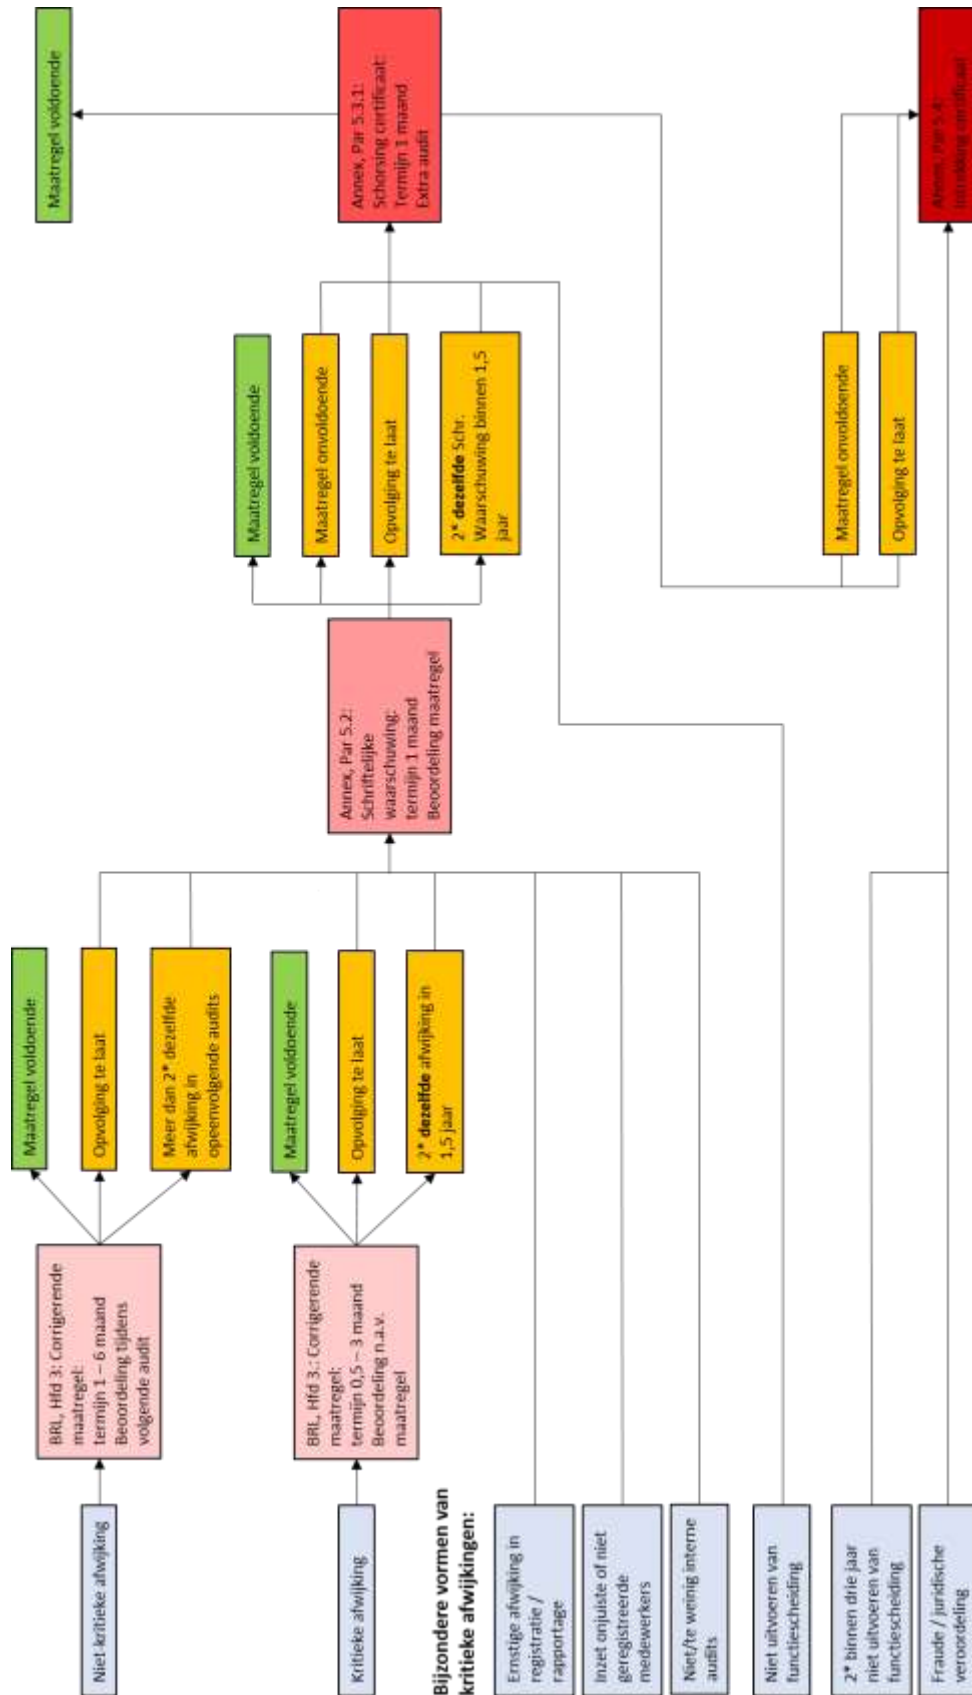 Niet-kritieke afwijking
BRL, Hfd 3: Corrigerende
maatregel:
termijn 1 – 6 maand
Beoordeling tijdens
volgende audit
Maatregel voldoende
Opvolging te laat
Meer dan 2* dezelfde
afwijking in
opeenvolgende audits
Kritieke afwijking
BRL, Hfd 3.: Corrigerende
maatregel:
termijn 0,5 – 3 maand
Beoordeling n.a.v.
maatregel
Maatregel voldoende
Opvolging te laat
2* dezelfde afwijking in
1,5 jaar
Bijzondere vormen van
kritieke afwijkingen:
Ernstige afwijking in
registratie /
rapportage
Inzet onjuiste of niet
geregistreerde
medewerkers
Niet/te weinig interne
audits
Niet uitvoeren van
functiescheiding
2* binnen drie jaar
niet uitvoeren van
functiescheiding
Fraude / juridische
veroordeling
Annex, Par 5.2:
Schriftelijke
waarschuwing:
termijn 1 maand
Beoordeling maatregel
Maatregel voldoende
Maatregel onvoldoende
Opvolging te laat
2* dezelfde Schr.
Waarschuwing binnen 1,5
jaar
Annex, Par 5.3.1:
Schorsing certificaat:
Termijn 1 maand
Extra audit
Maatregel voldoende
Maatregel onvoldoende
Opvolging te laat
Annex, Par 5.4:
Intrekking certificaat